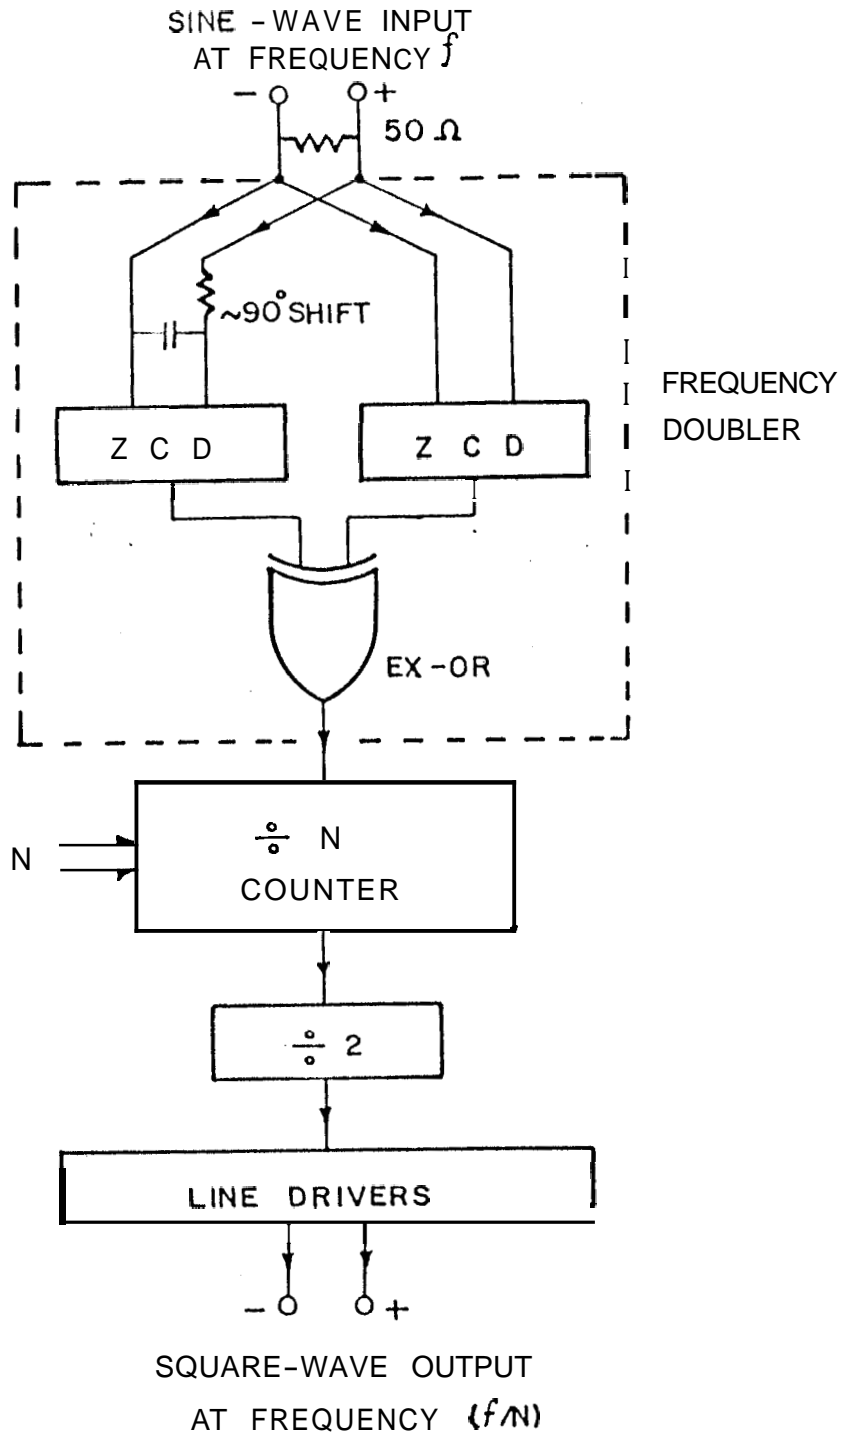 SINE-WAVE INPUT
AT FREQUENCY f
- +
50 Ω
~90° SHIFT
Z C D
Z C D
FREQUENCY
DOUBLER
EX-OR
N
÷ N
COUNTER
÷ 2
LINE DRIVERS
- +
SQUARE-WAVE OUTPUT
AT FREQUENCY (f/N)